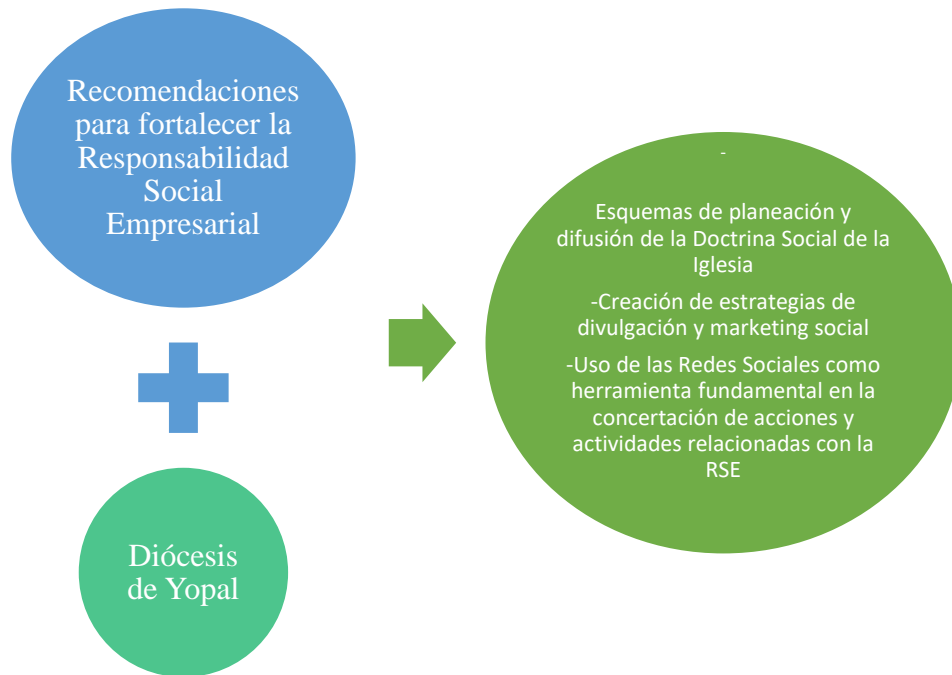 Recomendaciones
para fortalecer la
Responsabilidad
Social
Empresarial
Diócesis
de Yopal
-
Esquemas de planeación y
difusión de la Doctrina Social de la
Iglesia
-Creación de estrategias de
divulgación y marketing social
-Uso de las Redes Sociales como
herramienta fundamental en la
concertación de acciones y
actividades relacionadas con la
RSE